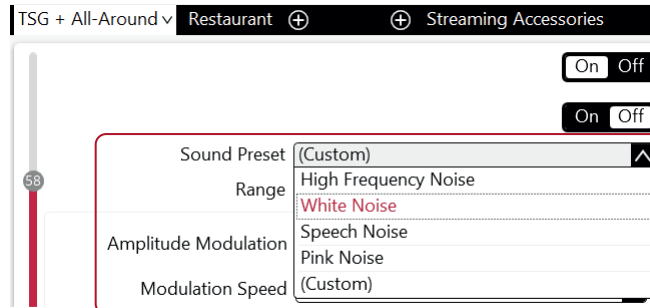 TSG + All-Around Restaurant Streaming Accessories
On Off
On Off
58
Sound Preset (Custom)
Range High Frequency Noise
White Noise
Amplitude Modulation Speech Noise
Pink Noise
Modulation Speed (Custom)